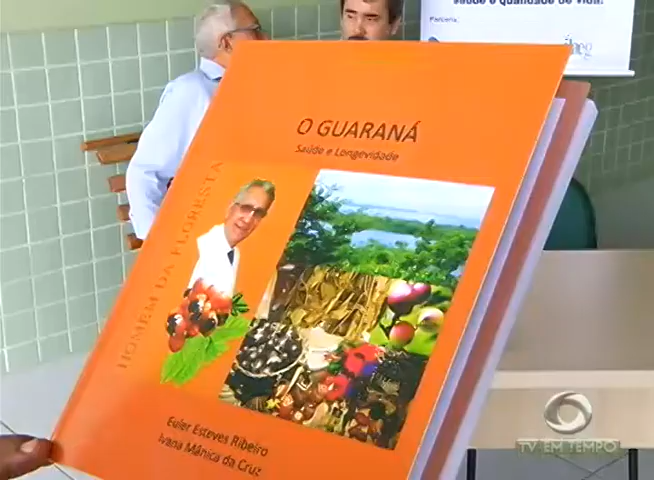 saúde e qualidade de vida!
Parceria:
O GUARANÁ
Saúde e Longevidade
HOMEM DA FLORESTA
Euler Esteves Ribeiro
Ivana Mânica da Cruz
TV EM TEMPO